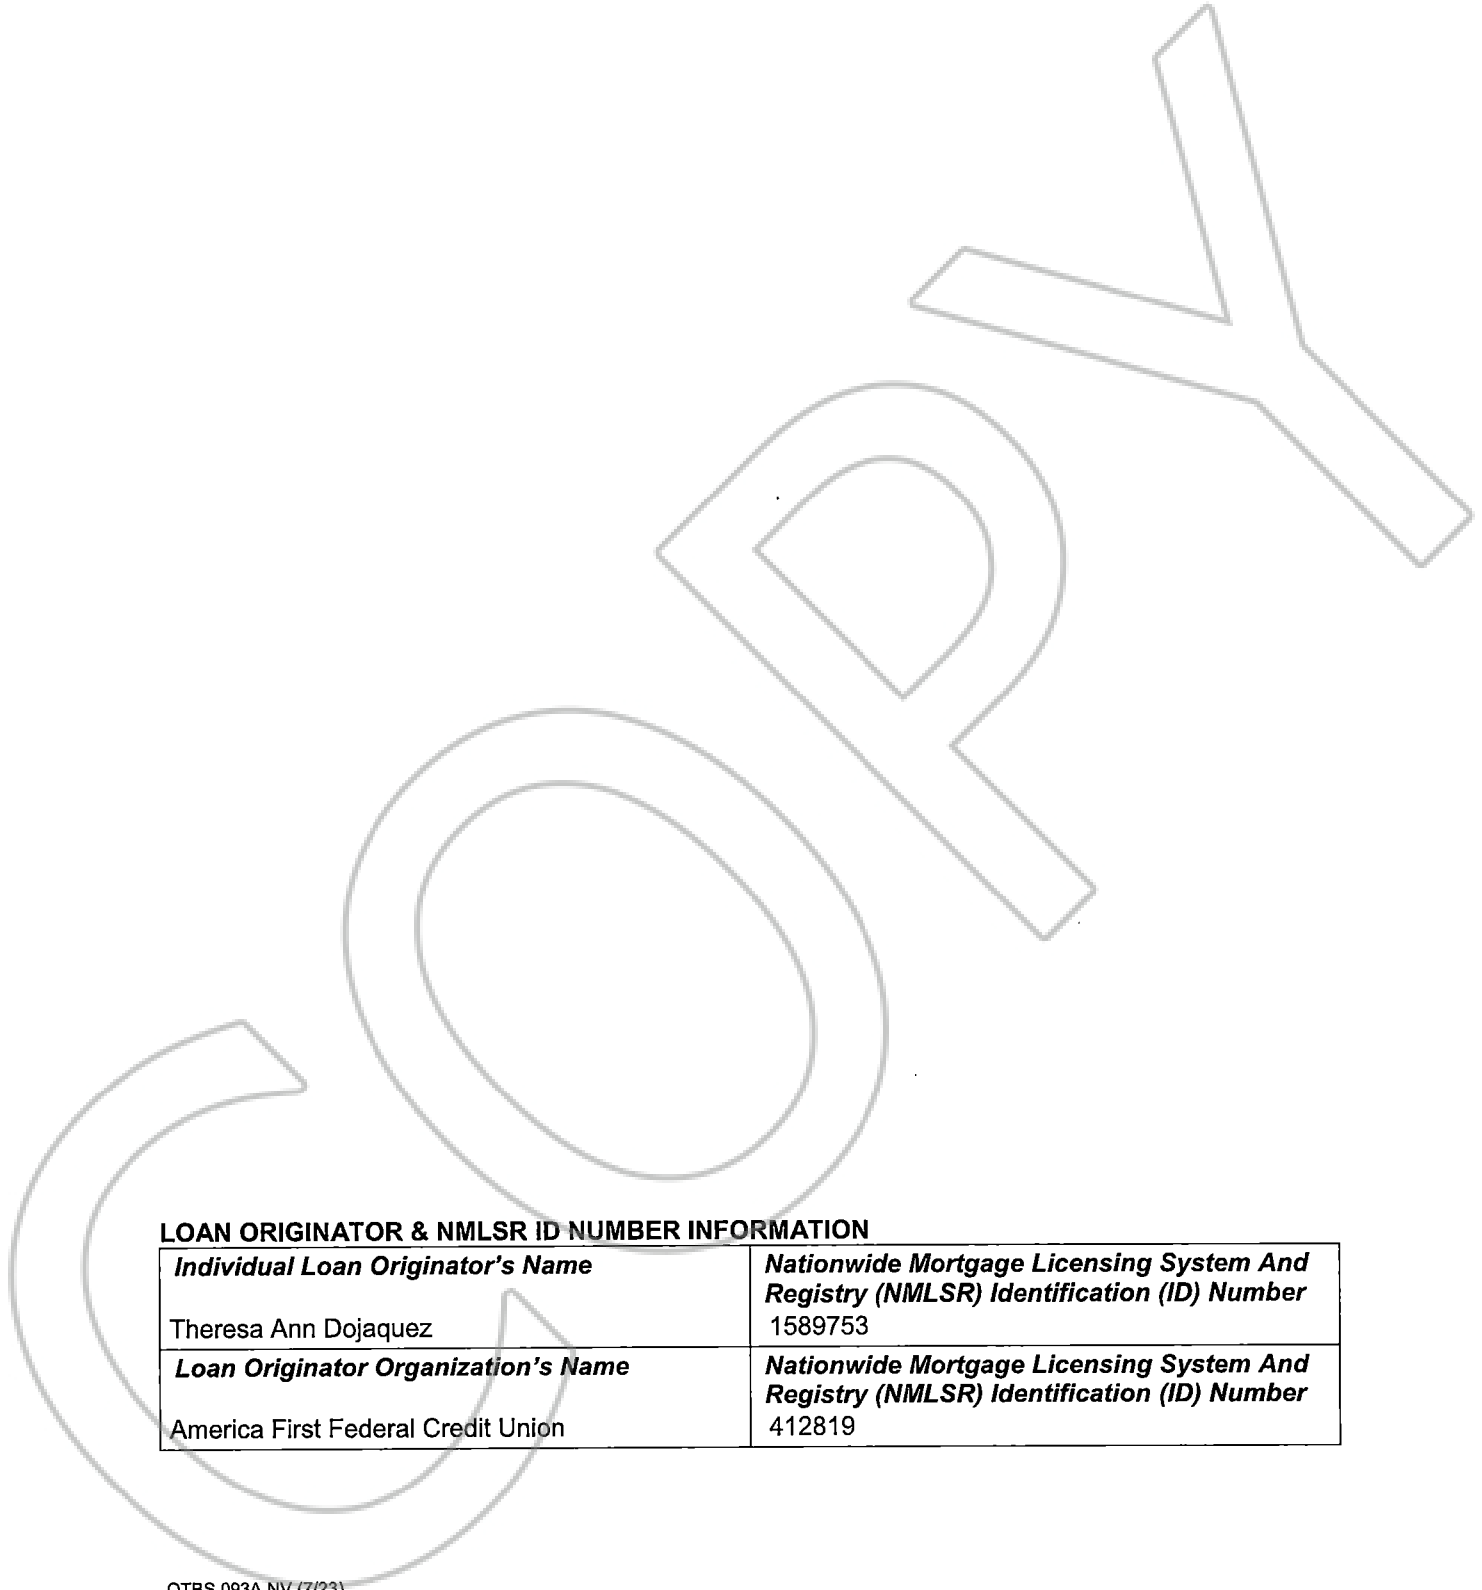 COPY
LOAN ORIGINATOR & NMLSR ID NUMBER INFORMATION
Individual Loan Originator's Name
Theresa Ann Dojaquez
Nationwide Mortgage Licensing System And
Registry (NMLSR) Identification (ID) Number
1589753
Loan Originator Organization's Name
America First Federal Credit Union
Nationwide Mortgage Licensing System And
Registry (NMLSR) Identification (ID) Number
412819
OTBS 093A NV (7/23)